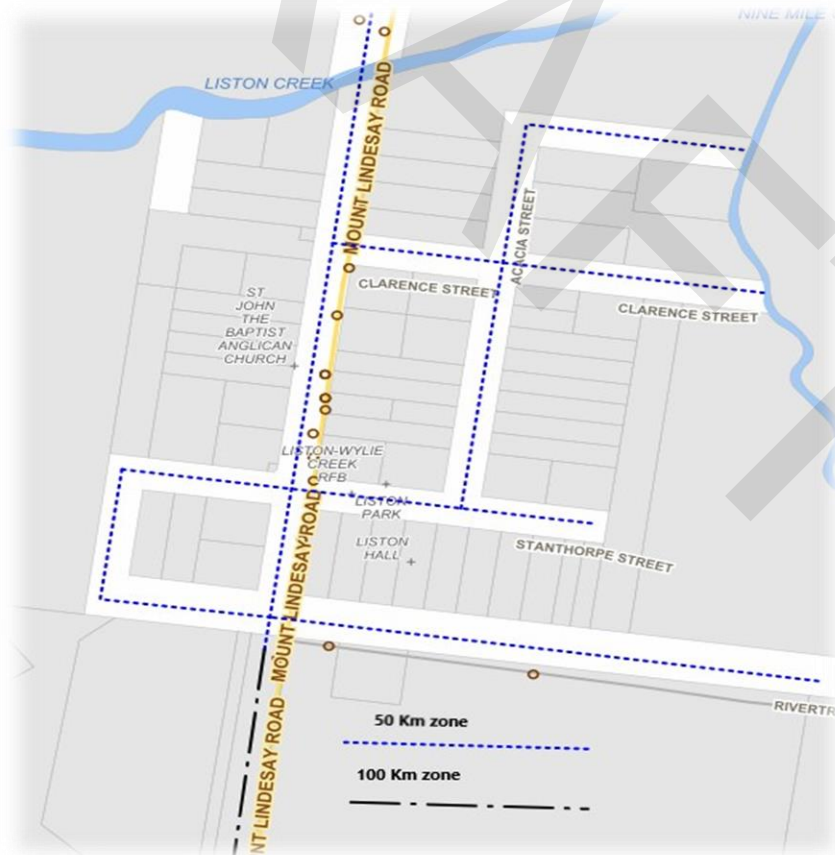 NINE MILE
LISTON CREEK
MOUNT LINDESAY ROAD
ACACIA STREET
CLARENCE STREET
CLARENCE STREET
ST
JOHN
THE
BAPTIST
ANGLICAN
CHURCH
LISTON-WYLIE
CREEK
RFB
LISTON
PARK
LISTON
HALL
STANTHORPE STREET
MOUNT LINDESAY ROAD
RIVERTR
50 Km zone
100 Km zone
NT LINDESAY ROAD